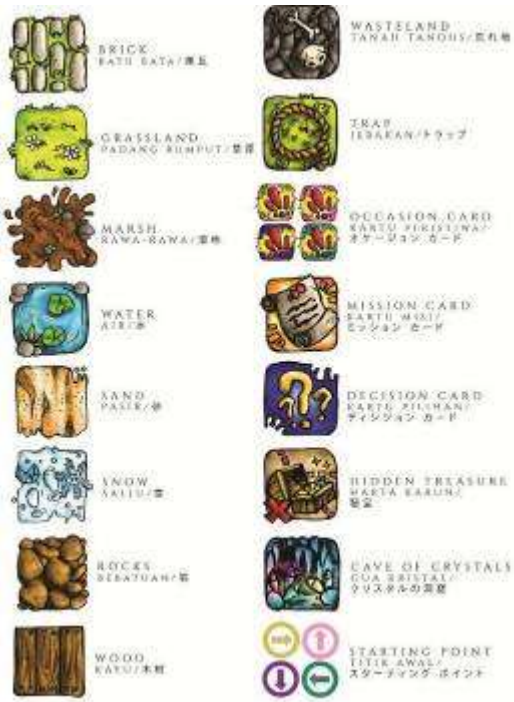 BRICK
BATU BATA/煉瓦
GRASSLAND
PADANG RUMPUT/草原
MARSH
RAWA-RAWA/湿地
WATER
AIR/水
SAND
PASIR/砂
SNOW
SALJU/雪
ROCKS
BEBATUAN/岩
WOOD
KAYU/木材
WASTELAND
TANAH TANDUS/荒れ地
TRAP
JEBAKAN/トラップ
OCCASION CARD
KARTU PERISTIWA/
オケージョン カード
MISSION CARD
KARTU MISI/
ミッション カード
DECISION CARD
KARTU PILIHAN/
ディシジョン カード
HIDDEN TREASURE
HARTA KARUN/
秘宝
CAVE OF CRYSTALS
GUA KRISTAL/
クリスタルの洞窟
STARTING POINT
TITIK AWAL/
スターティング ポイント